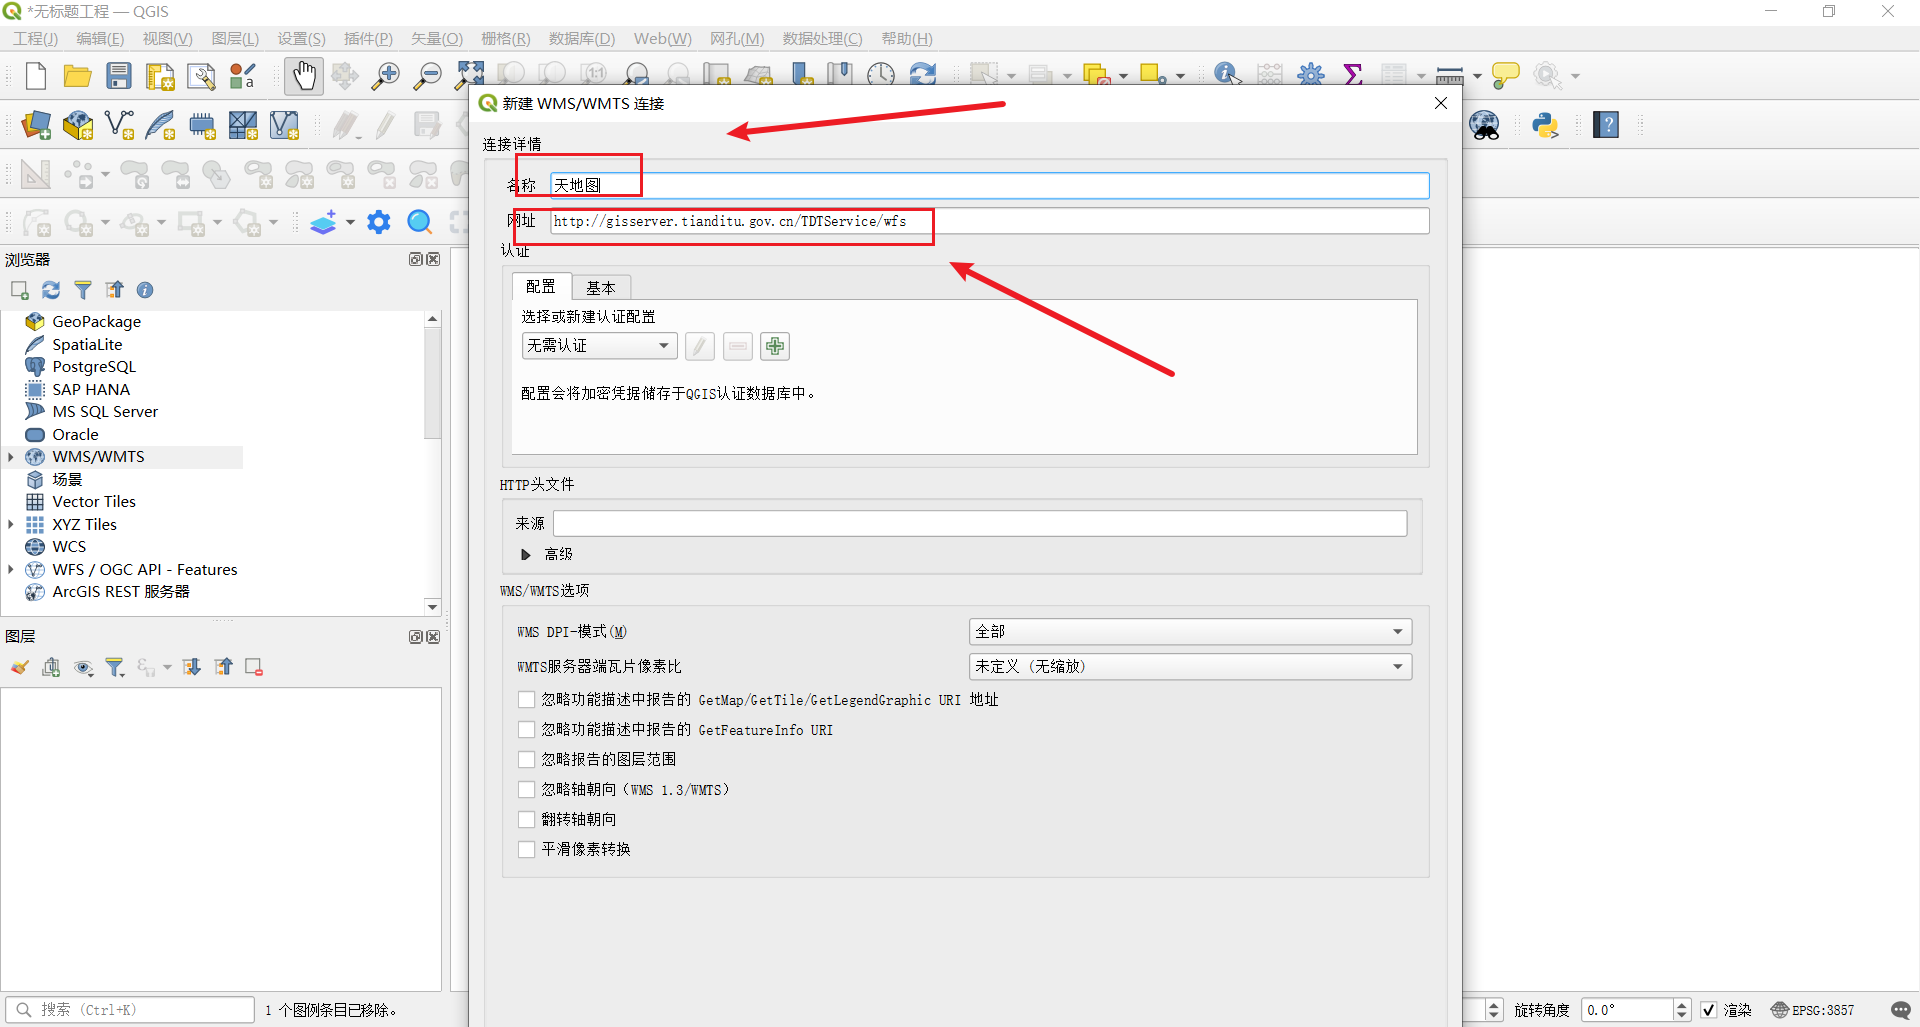 *无标题工程 — QGIS
工程(J) 编辑(E) 视图(V) 图层(L) 设置(S) 插件(P) 矢量(O) 栅格(R) 数据库(D) Web(W) 网孔(M) 数据处理(C) 帮助(H)
新建 WMS/WMTS 连接
连接详情
名称 天地图
网址 http://gisserver.tianditu.gov.cn/TDTService/wfs
认证
配置 基本
选择或新建认证配置
无需认证
配置会将加密凭据储存于QGIS认证数据库中。
HTTP头文件
来源
高级
WMS/WMTS选项
WMS DPI-模式(M) 全部
WMTS服务器端瓦片像素比 未定义 (无缩放)
忽略功能描述中报告的 GetMap/GetTile/GetLegendGraphic URI 地址
忽略功能描述中报告的 GetFeatureInfo URI
忽略报告的图层范围
忽略轴朝向（WMS 1.3/WMTS）
翻转轴朝向
平滑像素转换
浏览器
GeoPackage
SpatiaLite
PostgreSQL
SAP HANA
MS SQL Server
Oracle
WMS/WMTS
场景
Vector Tiles
XYZ Tiles
WCS
WFS / OGC API - Features
ArcGIS REST 服务器
图层
搜索 (Ctrl+K) 1 个图例条目已移除。 旋转角度 0.0° 渲染 EPSG:3857